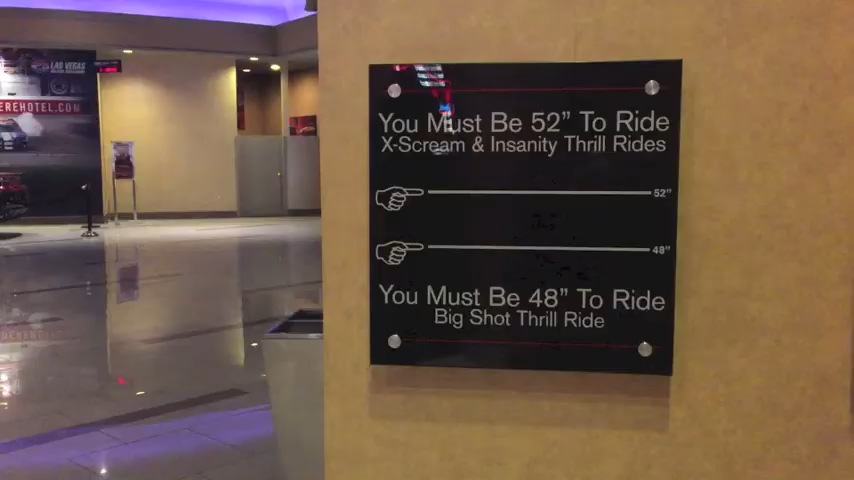 LAS VEGAS
EREHOTEL.COM
You Must Be 52” To Ride
X-Scream & Insanity Thrill Rides
52”
48”
You Must Be 48” To Ride
Big Shot Thrill Ride